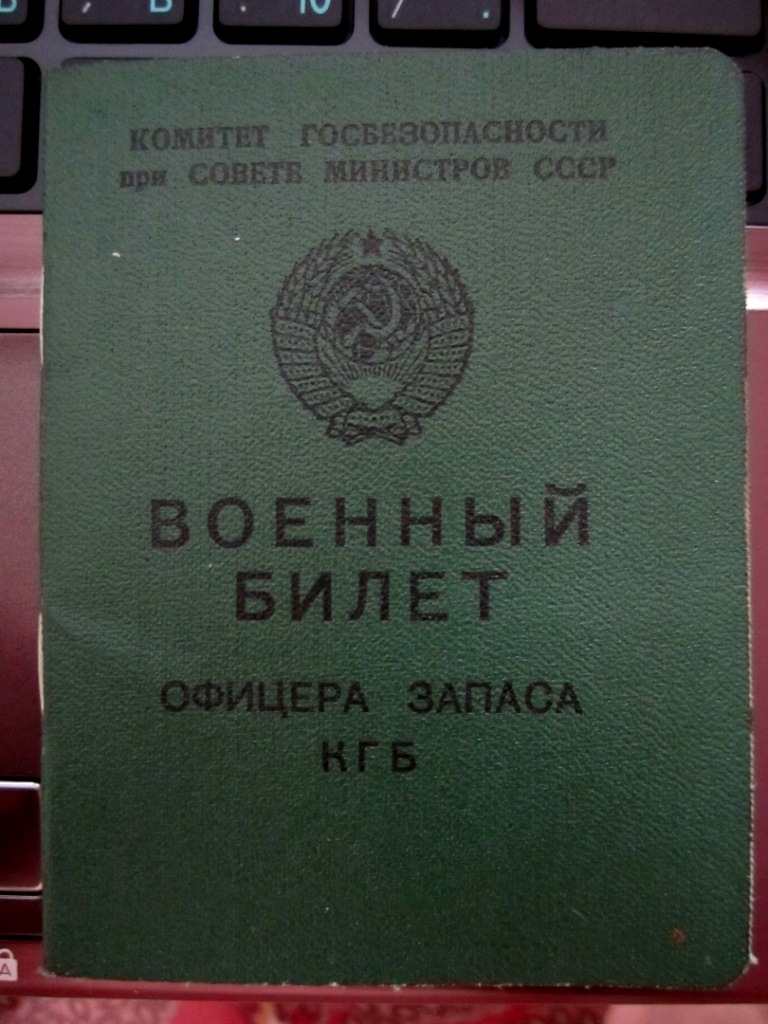 Б Ю
КОМИТЕТ ГОСБЕЗОПАСНОСТИ
при СОВЕТЕ МИНИСТРОВ СССР
ВОЕННЫЙ
БИЛЕТ
ОФИЦЕРА ЗАПАСА
КГБ
A